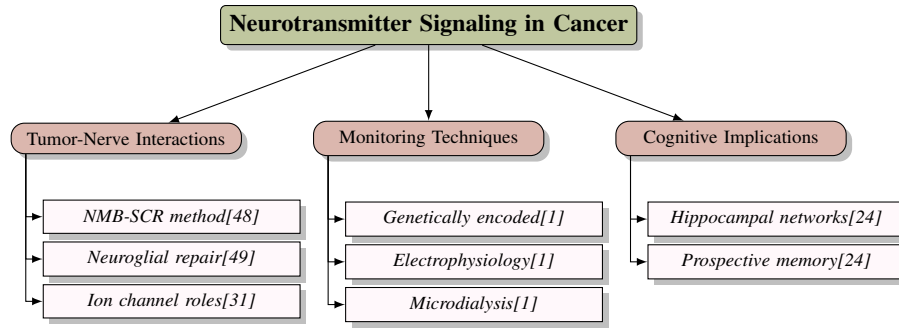 Neurotransmitter Signaling in Cancer
Tumor-Nerve Interactions
NMB-SCR method[48]
Neuroglial repair[49]
Ion channel roles[31]
Monitoring Techniques
Genetically encoded[1]
Electrophysiology[1]
Microdialysis[1]
Cognitive Implications
Hippocampal networks[24]
Prospective memory[24]